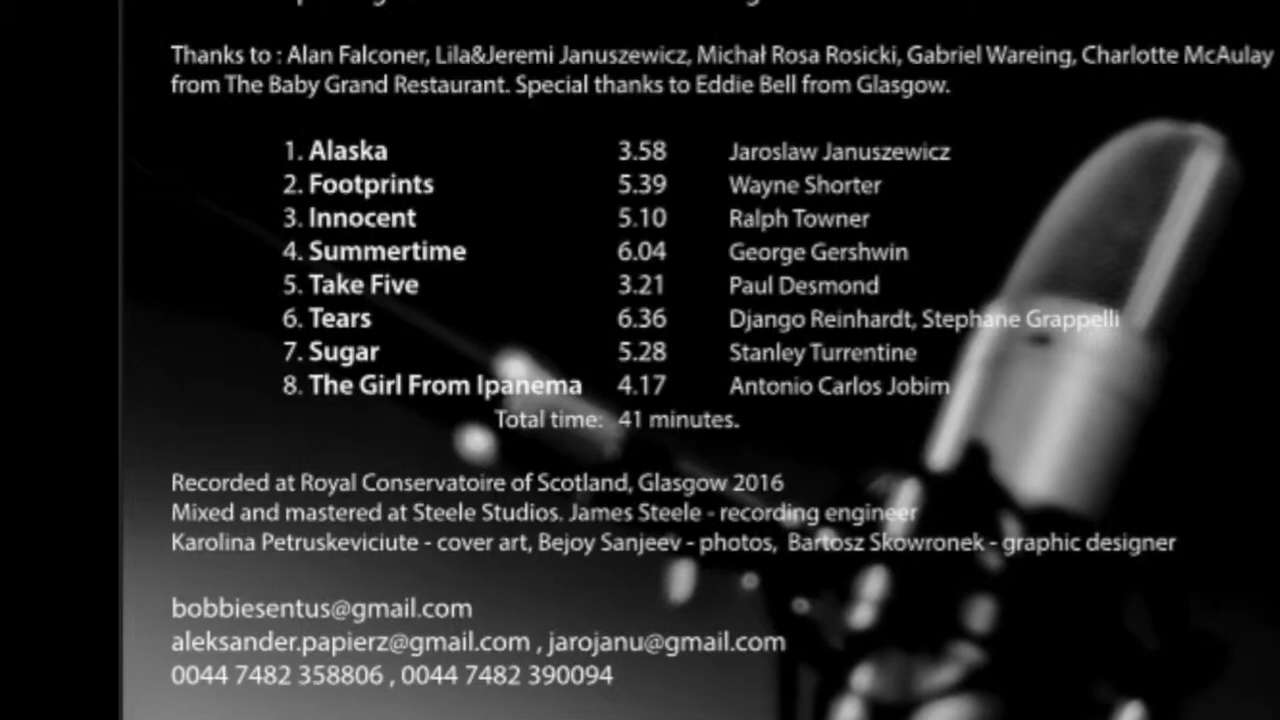 Thanks to : Alan Falconer, Lila&Jeremi Januszewicz, Michał Rosa Rosicki, Gabriel Wareing, Charlotte McAulay
from The Baby Grand Restaurant. Special thanks to Eddie Bell from Glasgow.
1. Alaska 3.58 Jaroslaw Januszewicz
2. Footprints 5.39 Wayne Shorter
3. Innocent 5.10 Ralph Towner
4. Summertime 6.04 George Gershwin
5. Take Five 3.21 Paul Desmond
6. Tears 6.36 Django Reinhardt, Stephane Grappelli
7. Sugar 5.28 Stanley Turrentine
8. The Girl From Ipanema 4.17 Antonio Carlos Jobim
Total time: 41 minutes.
Recorded at Royal Conservatoire of Scotland, Glasgow 2016
Mixed and mastered at Steele Studios. James Steele - recording engineer
Karolina Petruskeviciute - cover art, Bejoy Sanjeev - photos, Bartosz Skowronek - graphic designer
bobbiesentus@gmail.com
aleksander.papierz@gmail.com , jarojanu@gmail.com
0044 7482 358806 , 0044 7482 390094